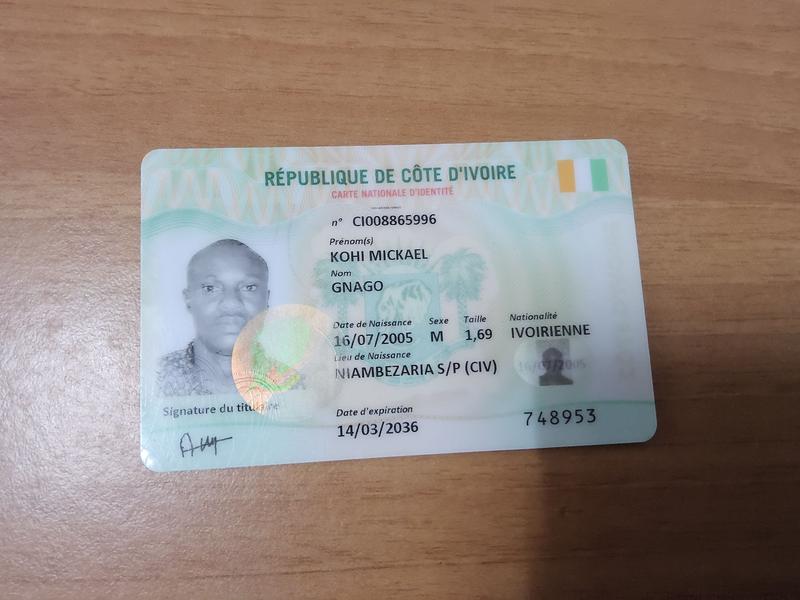 RÉPUBLIQUE DE CÔTE D'IVOIRE
CARTE NATIONALE D'IDENTITÉ
n° CI008865996
Prénom(s)
KOHI MICKAEL
Nom
GNAGO
Date de Naissance Sexe Taille Nationalité
16/07/2005 M 1,69 IVOIRIENNE
Lieu de Naissance
NIAMBEZARIA S/P (CIV)
16/07/2005
Signature du titulaire
Date d'expiration
14/03/2036
748953